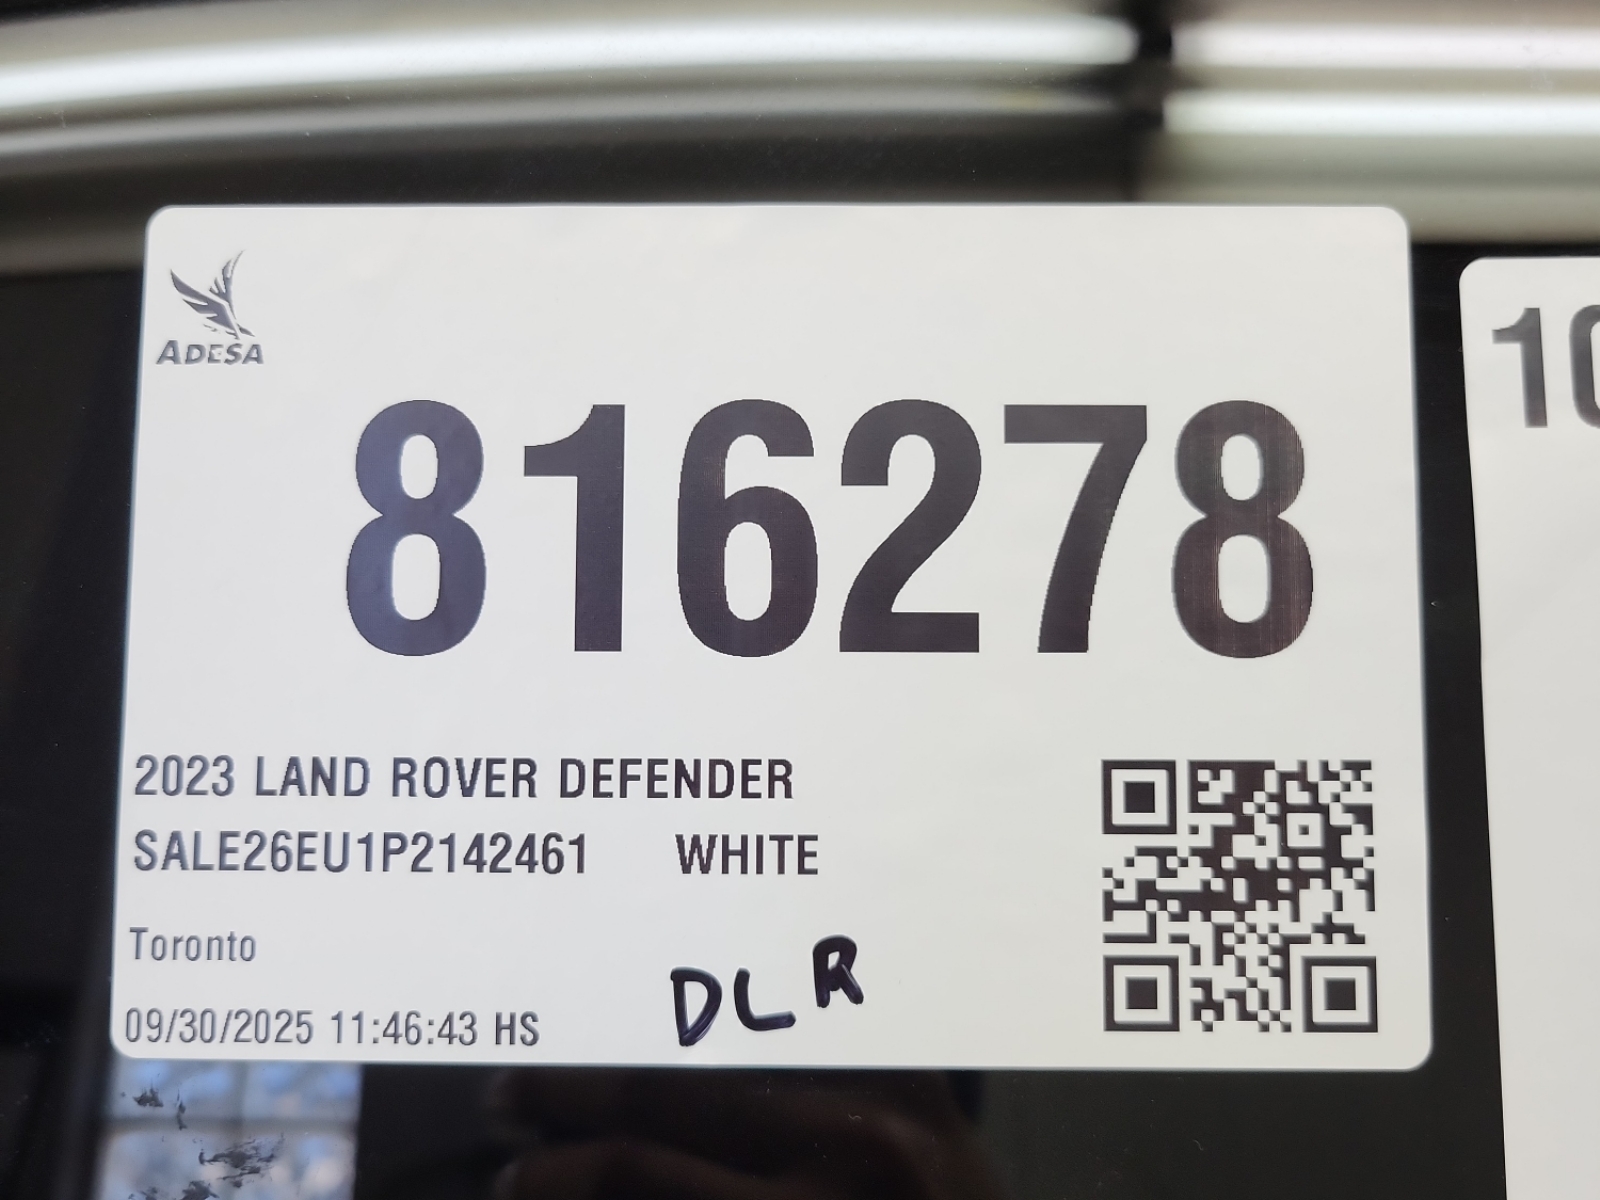 ADESA
816278
2023 LAND ROVER DEFENDER
SALE26EU1P2142461 WHITE
Toronto
09/30/2025 11:46:43 HS
DLR
10